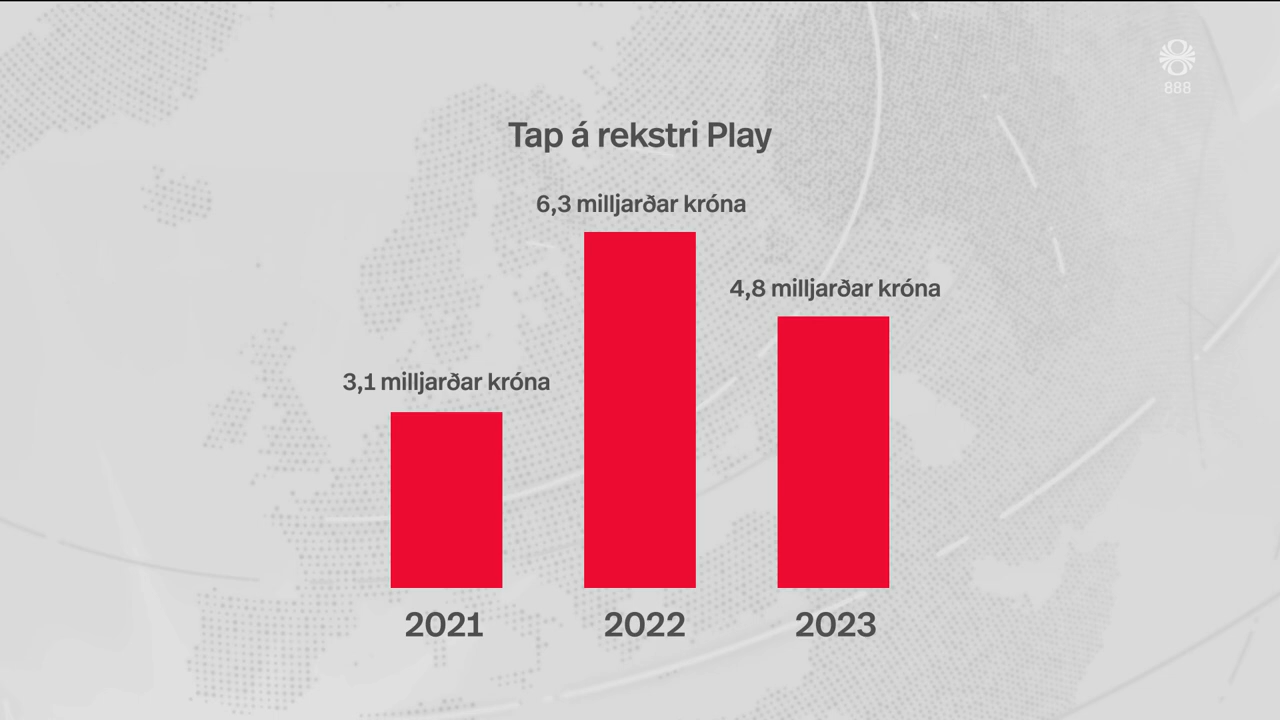 888
Tap á rekstri Play
6,3 milljarðar króna
4,8 milljarðar króna
3,1 milljarðar króna
2021
2022
2023